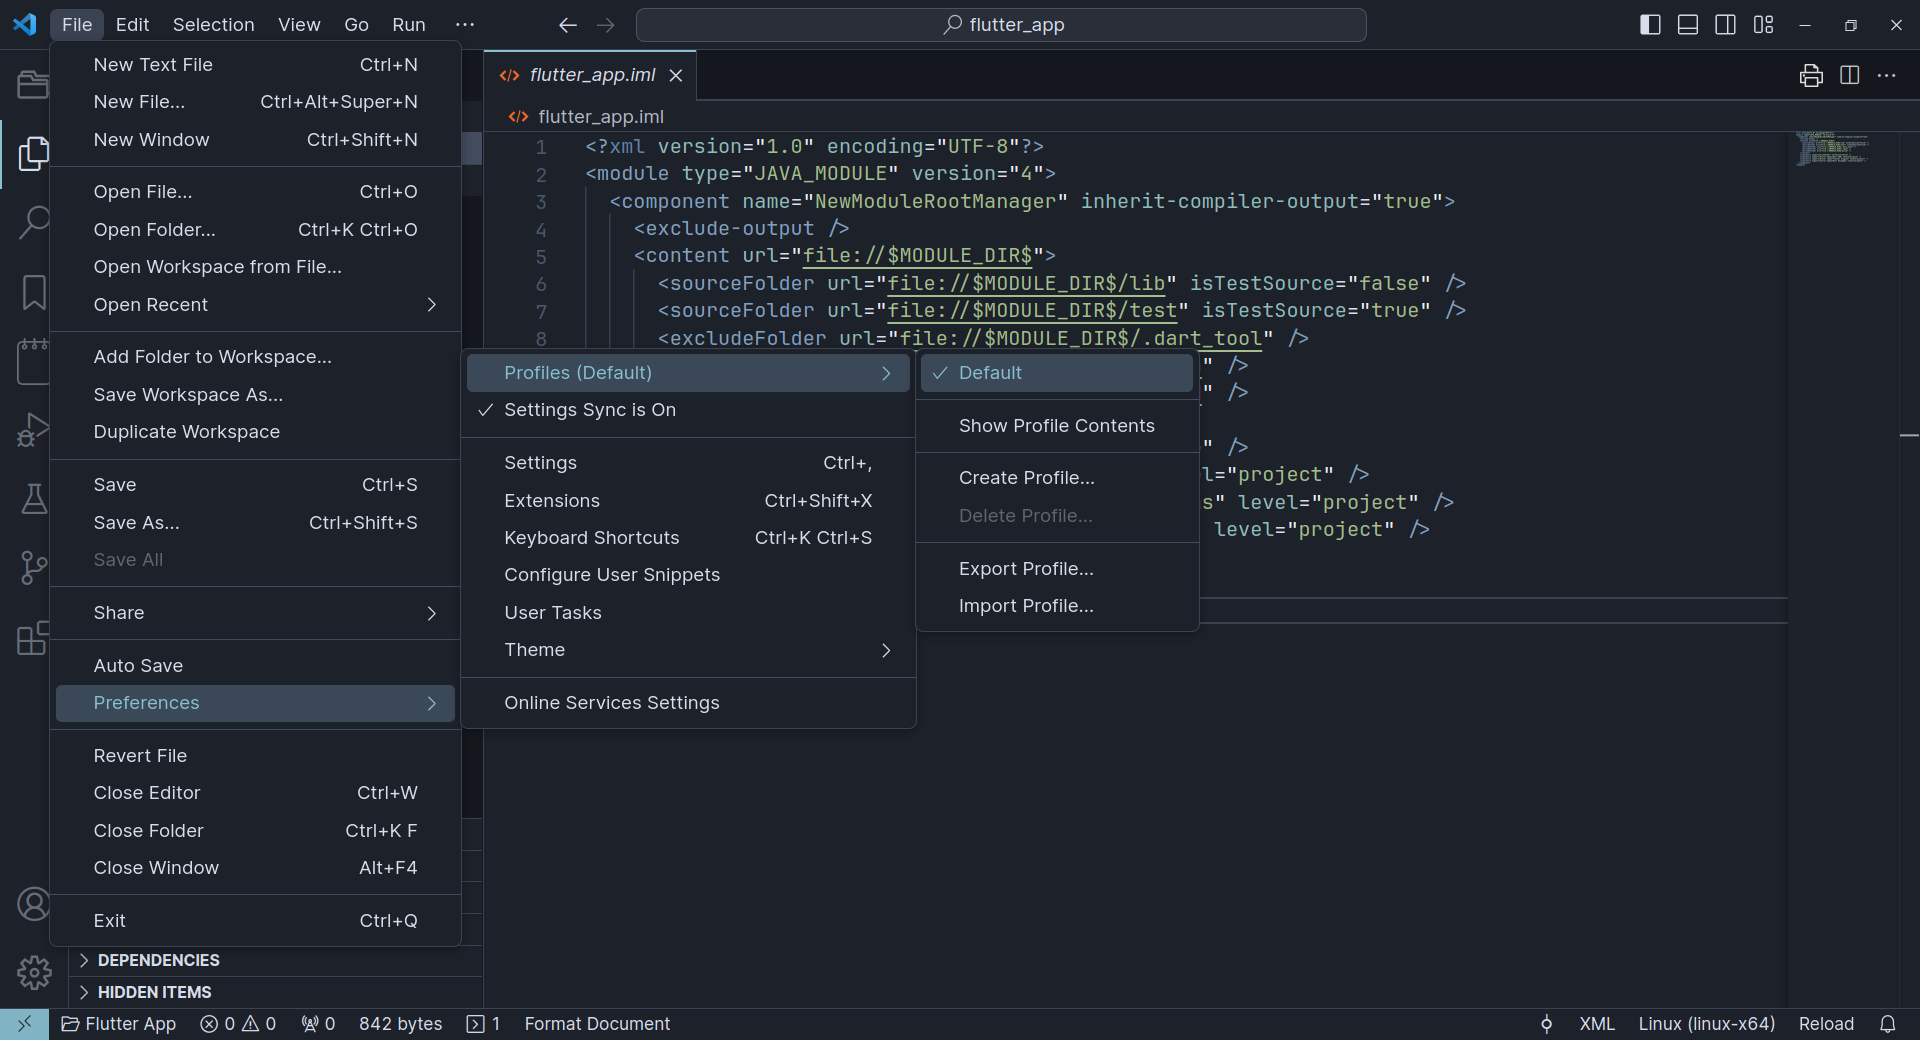 File Edit Selection View Go Run ···
flutter_app
New Text File Ctrl+N
New File... Ctrl+Alt+Super+N
New Window Ctrl+Shift+N
Open File... Ctrl+O
Open Folder... Ctrl+K Ctrl+O
Open Workspace from File...
Open Recent
Add Folder to Workspace...
Save Workspace As...
Duplicate Workspace
Save Ctrl+S
Save As... Ctrl+Shift+S
Save All
Share
Auto Save
Preferences
Revert File
Close Editor Ctrl+W
Close Folder Ctrl+K F
Close Window Alt+F4
Exit Ctrl+Q
Profiles (Default)
Settings Sync is On
Settings Ctrl+,
Extensions Ctrl+Shift+X
Keyboard Shortcuts Ctrl+K Ctrl+S
Configure User Snippets
User Tasks
Theme
Online Services Settings
Default
Show Profile Contents
Create Profile...
Delete Profile...
Export Profile...
Import Profile...
flutter_app.iml
flutter_app.iml
1 <?xml version="1.0" encoding="UTF-8"?>
2 <module type="JAVA_MODULE" version="4">
3 <component name="NewModuleRootManager" inherit-compiler-output="true">
4 <exclude-output />
5 <content url="file://$MODULE_DIR$">
6 <sourceFolder url="file://$MODULE_DIR$/lib" isTestSource="false" />
7 <sourceFolder url="file://$MODULE_DIR$/test" isTestSource="true" />
8 <excludeFolder url="file://$MODULE_DIR$/.dart_tool" />
" />
" />
" />
l="project" />
s" level="project" />
level="project" />
DEPENDENCIES
HIDDEN ITEMS
Flutter App 0 0 0 842 bytes 1 Format Document XML Linux (linux-x64) Reload